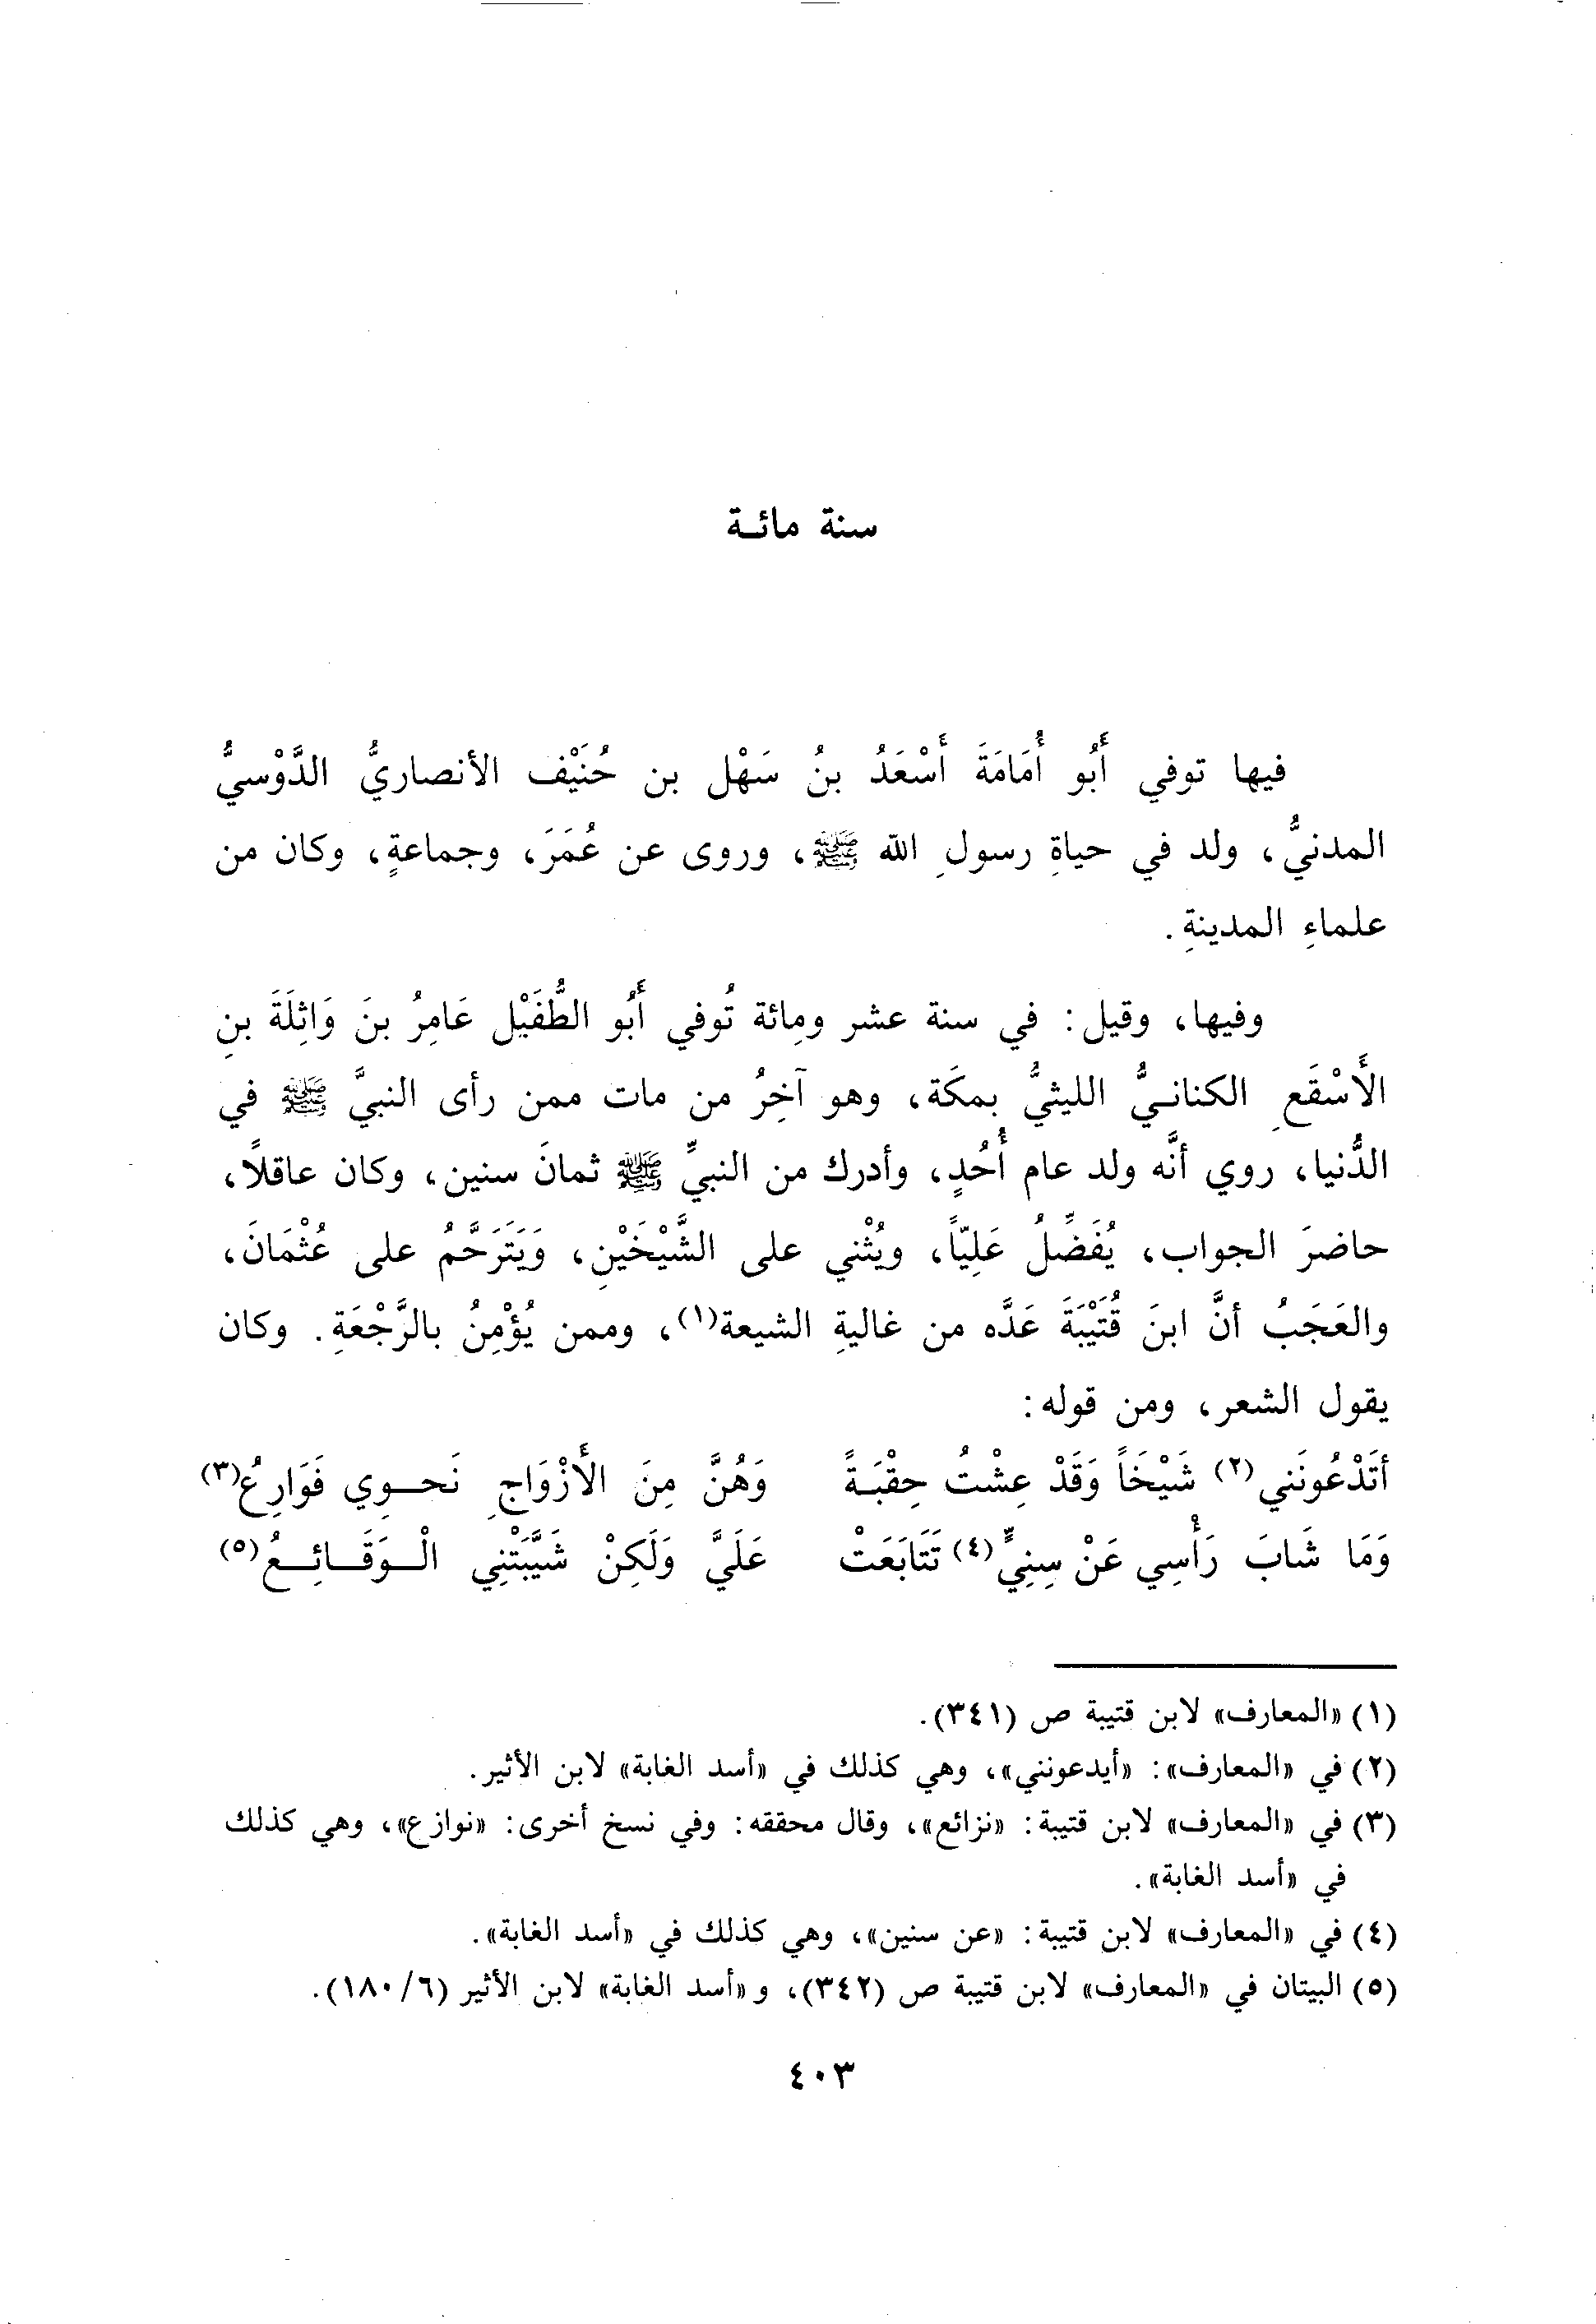 سنة مائـة
فيها توفي أَبُو أُمَامَةَ أَسْعَدُ بنُ سَهْل بن حُنَيْف الأنصاريُّ الدَّوْسيُّ
المدنيُّ، ولد في حياةِ رسولِ الله ﷺ، وروى عن عُمَرَ، وجماعةٍ، وكان من
علماءِ المدينةِ.
وفيها، وقيل: في سنة عشر ومِائة تُوفي أَبُو الطُّفَيْل عَامِرُ بنَ وَاثِلَةَ بنِ
الأَسْقَعِ الكنانـيُّ الليثيُّ بمكَة، وهو آخِرُ من مات ممن رأى النبيَّ ﷺ في
الدُّنيا، روي أنَّه ولد عام أُحُدٍ، وأدرك من النبيِّ ﷺ ثمانَ سنين، وكان عاقلاً،
حاضرَ الجواب، يُفَضِّلُ عَلِيّاً، ويُثْني على الشَّيْخَيْنِ، وَيَتَرَحَّمُ على عُثْمَانَ،
والعَجَبُ أنَّ ابنَ قُتَيْبَةَ عَدَّه من غاليةِ الشيعة(١)، وممن يُؤْمِنُ بالرَّجْعَةِ. وكان
يقول الشعر، ومن قوله:
أتَدْعُونَني (٢) شَيْخَاً وَقَدْ عِشْتُ حِقْبَـةً وَهُنَّ مِنَ الأَزْوَاجِ نَحـوِي فَوَارِعُ(٣)
وَمَا شَابَ رَأْسِي عَنْ سِنِيٍّ(٤) تَتَابَعَتْ عَلَيَّ وَلَكِنْ شَيَّبَتْنِي الْـوَقَـائِـعُ(٥)
(١) «المعارف» لابن قتيبة ص (٣٤١).
(٢) في «المعارف»: «أيدعونني»، وهي كذلك في «أسد الغابة» لابن الأثير.
(٣) في «المعارف» لابن قتيبة: «نزائع»، وقال محققه: وفي نسخ أخرى: «نوازع»، وهي كذلك
في «أسد الغابة».
(٤) في «المعارف» لابن قتيبة: «عن سنين»، وهي كذلك في «أسد الغابة».
(٥) البيتان في «المعارف» لابن قتيبة ص (٣٤٢)، و«أسد الغابة» لابن الأثير (٦/ ١٨٠).
٤٠٣